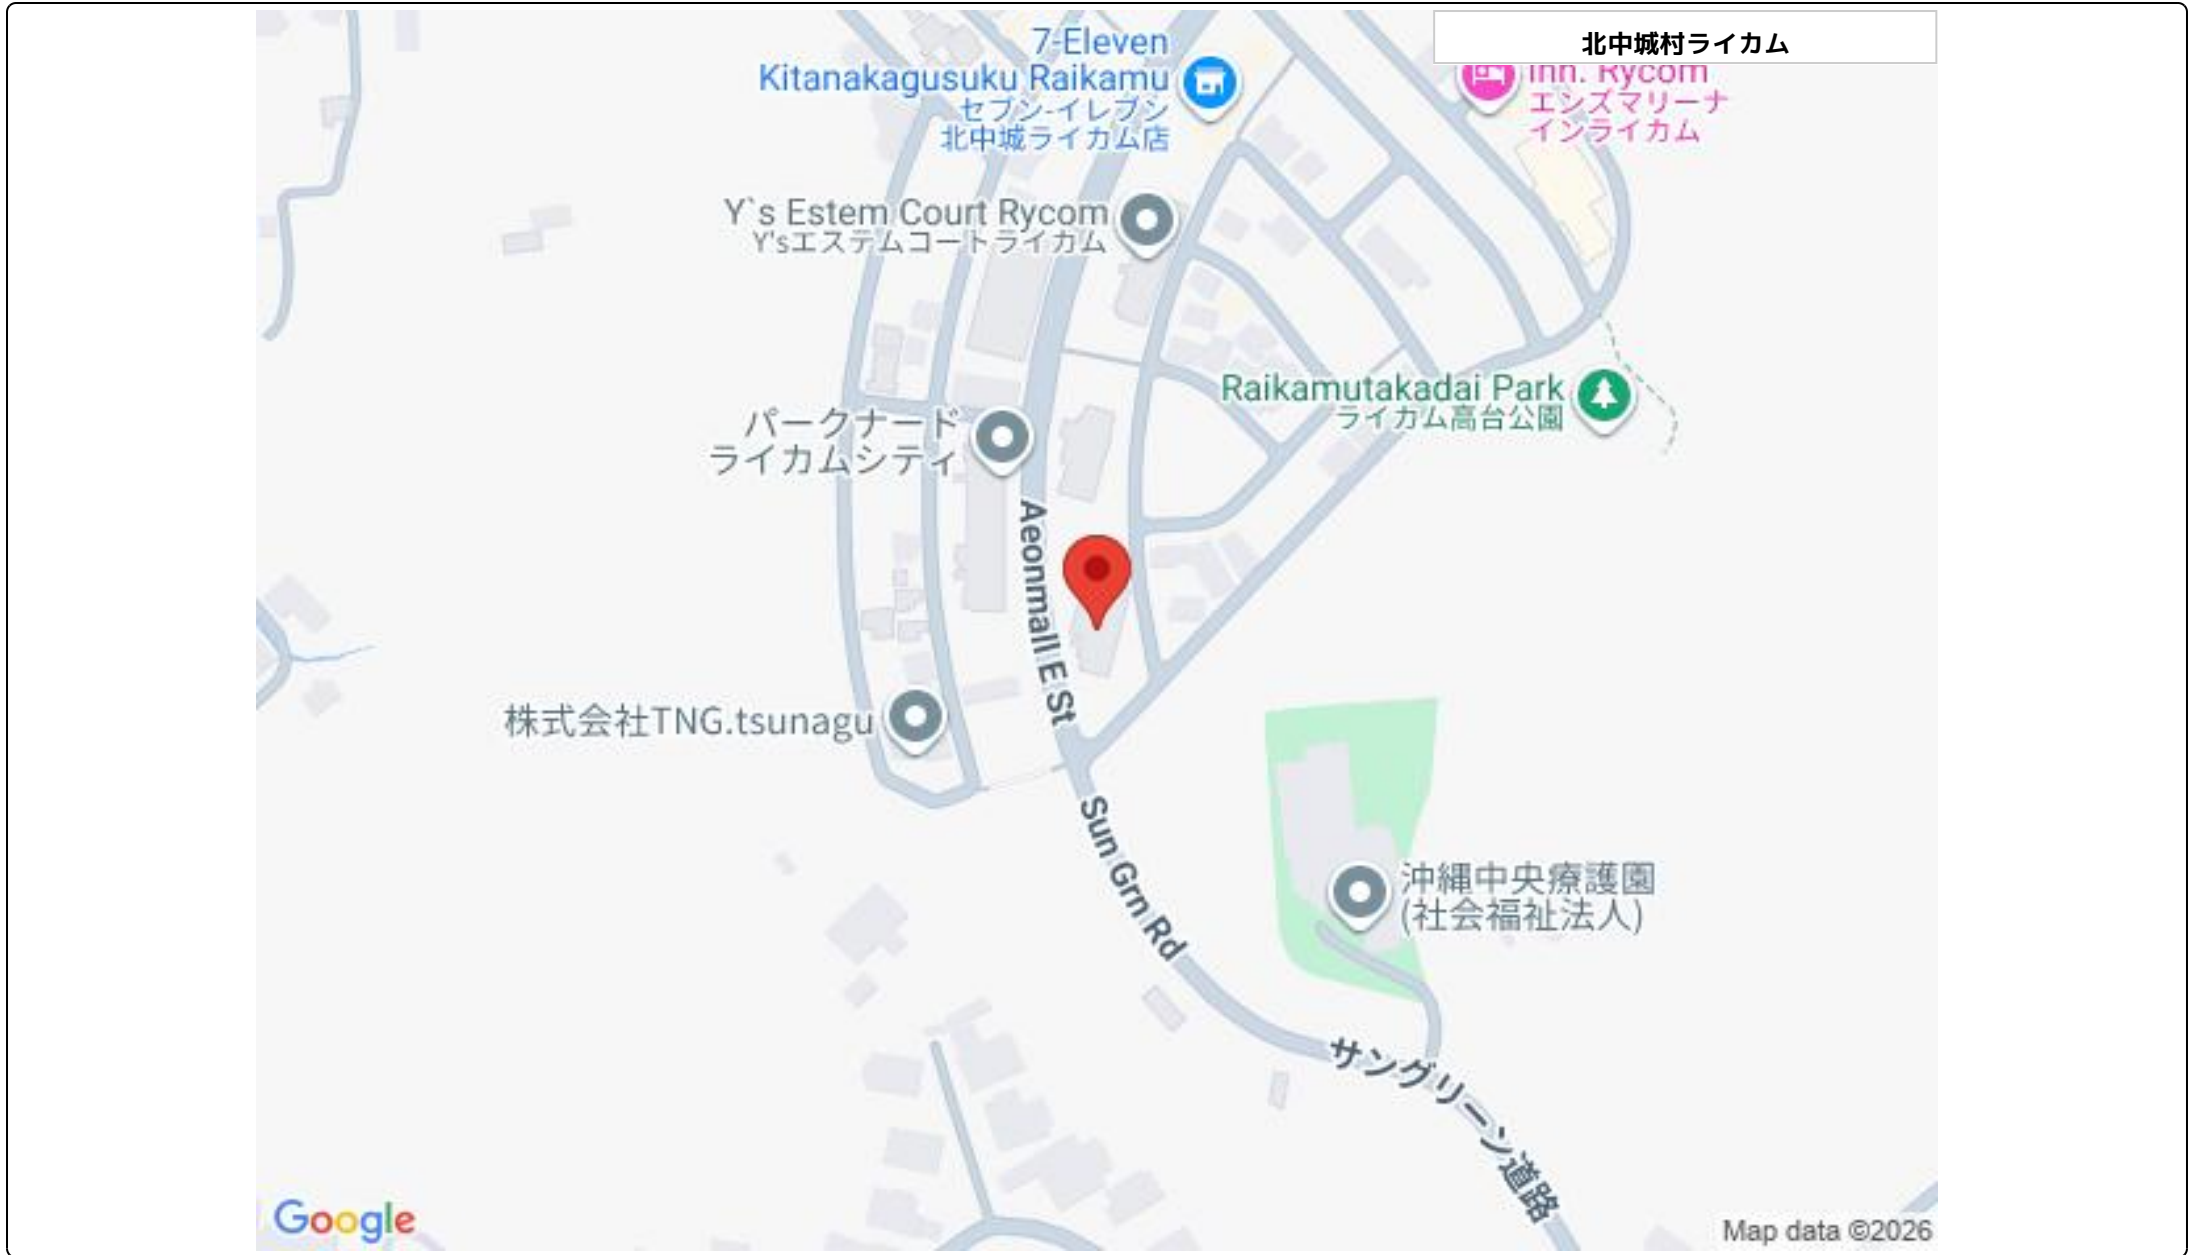 北中城村ライカム
7-Eleven
Kitanakagusuku Raikamu
セブン-イレブン
北中城ライカム店
Inn. Rycom
エンズマリーナ
インライカム
Y`s Estem Court Rycom
Y'sエステムコートライカム
Raikamutakadai Park
ライカム高台公園
パークナード
ライカムシティ
Aeonmall E St
株式会社TNG.tsunagu
Sun Grn Rd
沖縄中央療護園
(社会福祉法人)
サングリーン道路
Google
Map data ©2026